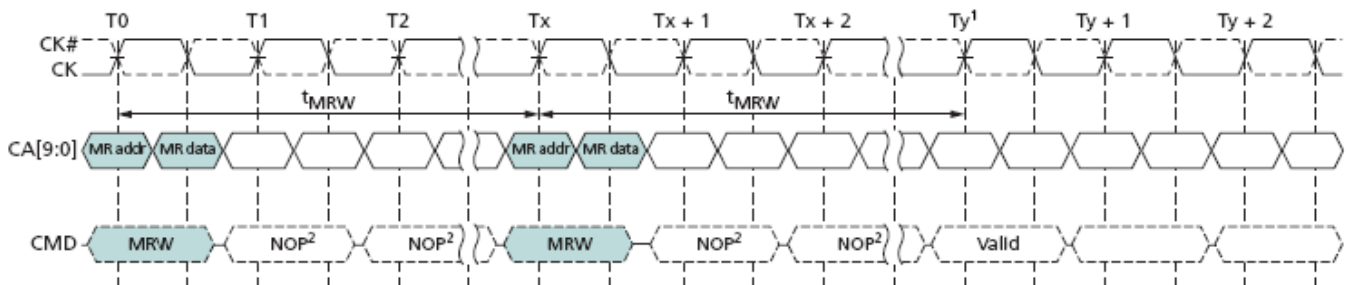 T0 T1 T2 Tx Tx + 1 Tx + 2 Ty¹ Ty + 1 Ty + 2
CK#
CK
tMRW tMRW
CA[9:0] MR addr MR data MR addr MR data
CMD MRW NOP² NOP² MRW NOP² NOP² Valid